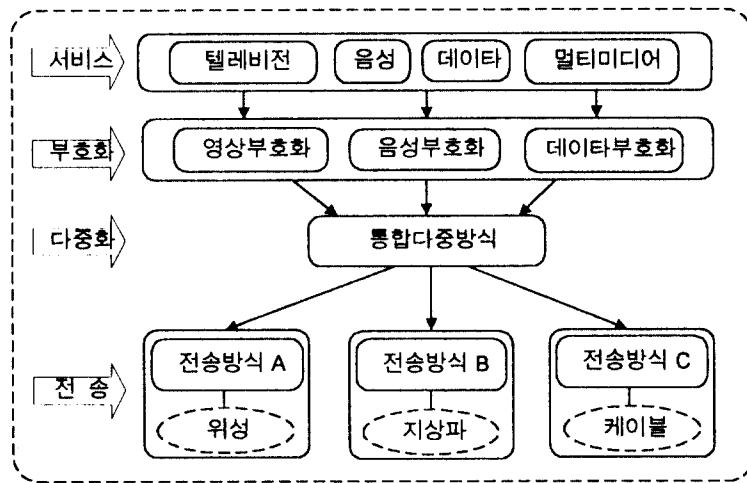 서비스 텔레비전 음성 데이타 멀티미디어
부호화 영상부호화 음성부호화 데이타부호화
다중화 통합다중방식
전 송 전송방식 A 전송방식 B 전송방식 C
위성 지상파 케이블